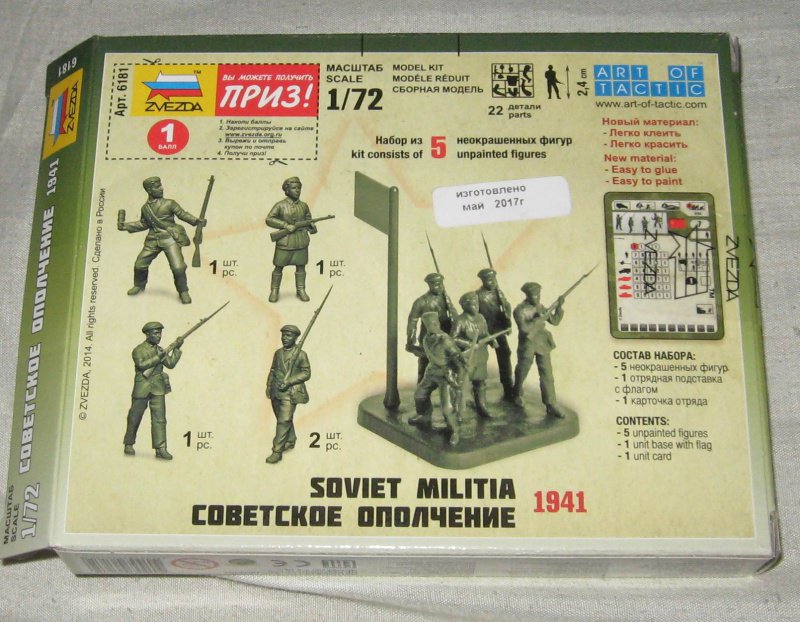 6181
СОВЕТСКОЕ ОПОЛЧЕНИЕ 1941
МАСШТАБ
SCALE
1/72
Арт. 6181
ZVEZDA
1
БАЛЛ
ВЫ МОЖЕТЕ ПОЛУЧИТЬ
ПРИЗ!
1. Накопи баллы
2. Зарегистрируйся на сайте
www.zvezda.org.ru
3. Вырежи и отправь
купон по почте
4. Получи приз!
МАСШТАБ
SCALE
1/72
MODEL KIT
MODÈLE RÉDUIT
СБОРНАЯ МОДЕЛЬ
22 детали
parts
2,4 cm
ART OF
TACTIC
www.art-of-tactic.com
Набор из
kit consists of
5
неокрашенных фигур
unpainted figures
Новый материал:
- Легко клеить
- Легко красить
New material:
- Easy to glue
- Easy to paint
изготовлено
май 2017г
1 шт.
pc.
1 шт.
pc.
1 шт.
pc.
2 шт.
pc.
© ZVEZDA, 2014. All rights reserved. Сделано в России
ZVEZDA
ZVEZDA
СОСТАВ НАБОРА:
- 5 неокрашенных фигур
- 1 отрядная подставка
с флагом
- 1 карточка отряда
CONTENTS:
- 5 unpainted figures
- 1 unit base with flag
- 1 unit card
SOVIET MILITIA
СОВЕТСКОЕ ОПОЛЧЕНИЕ
1941